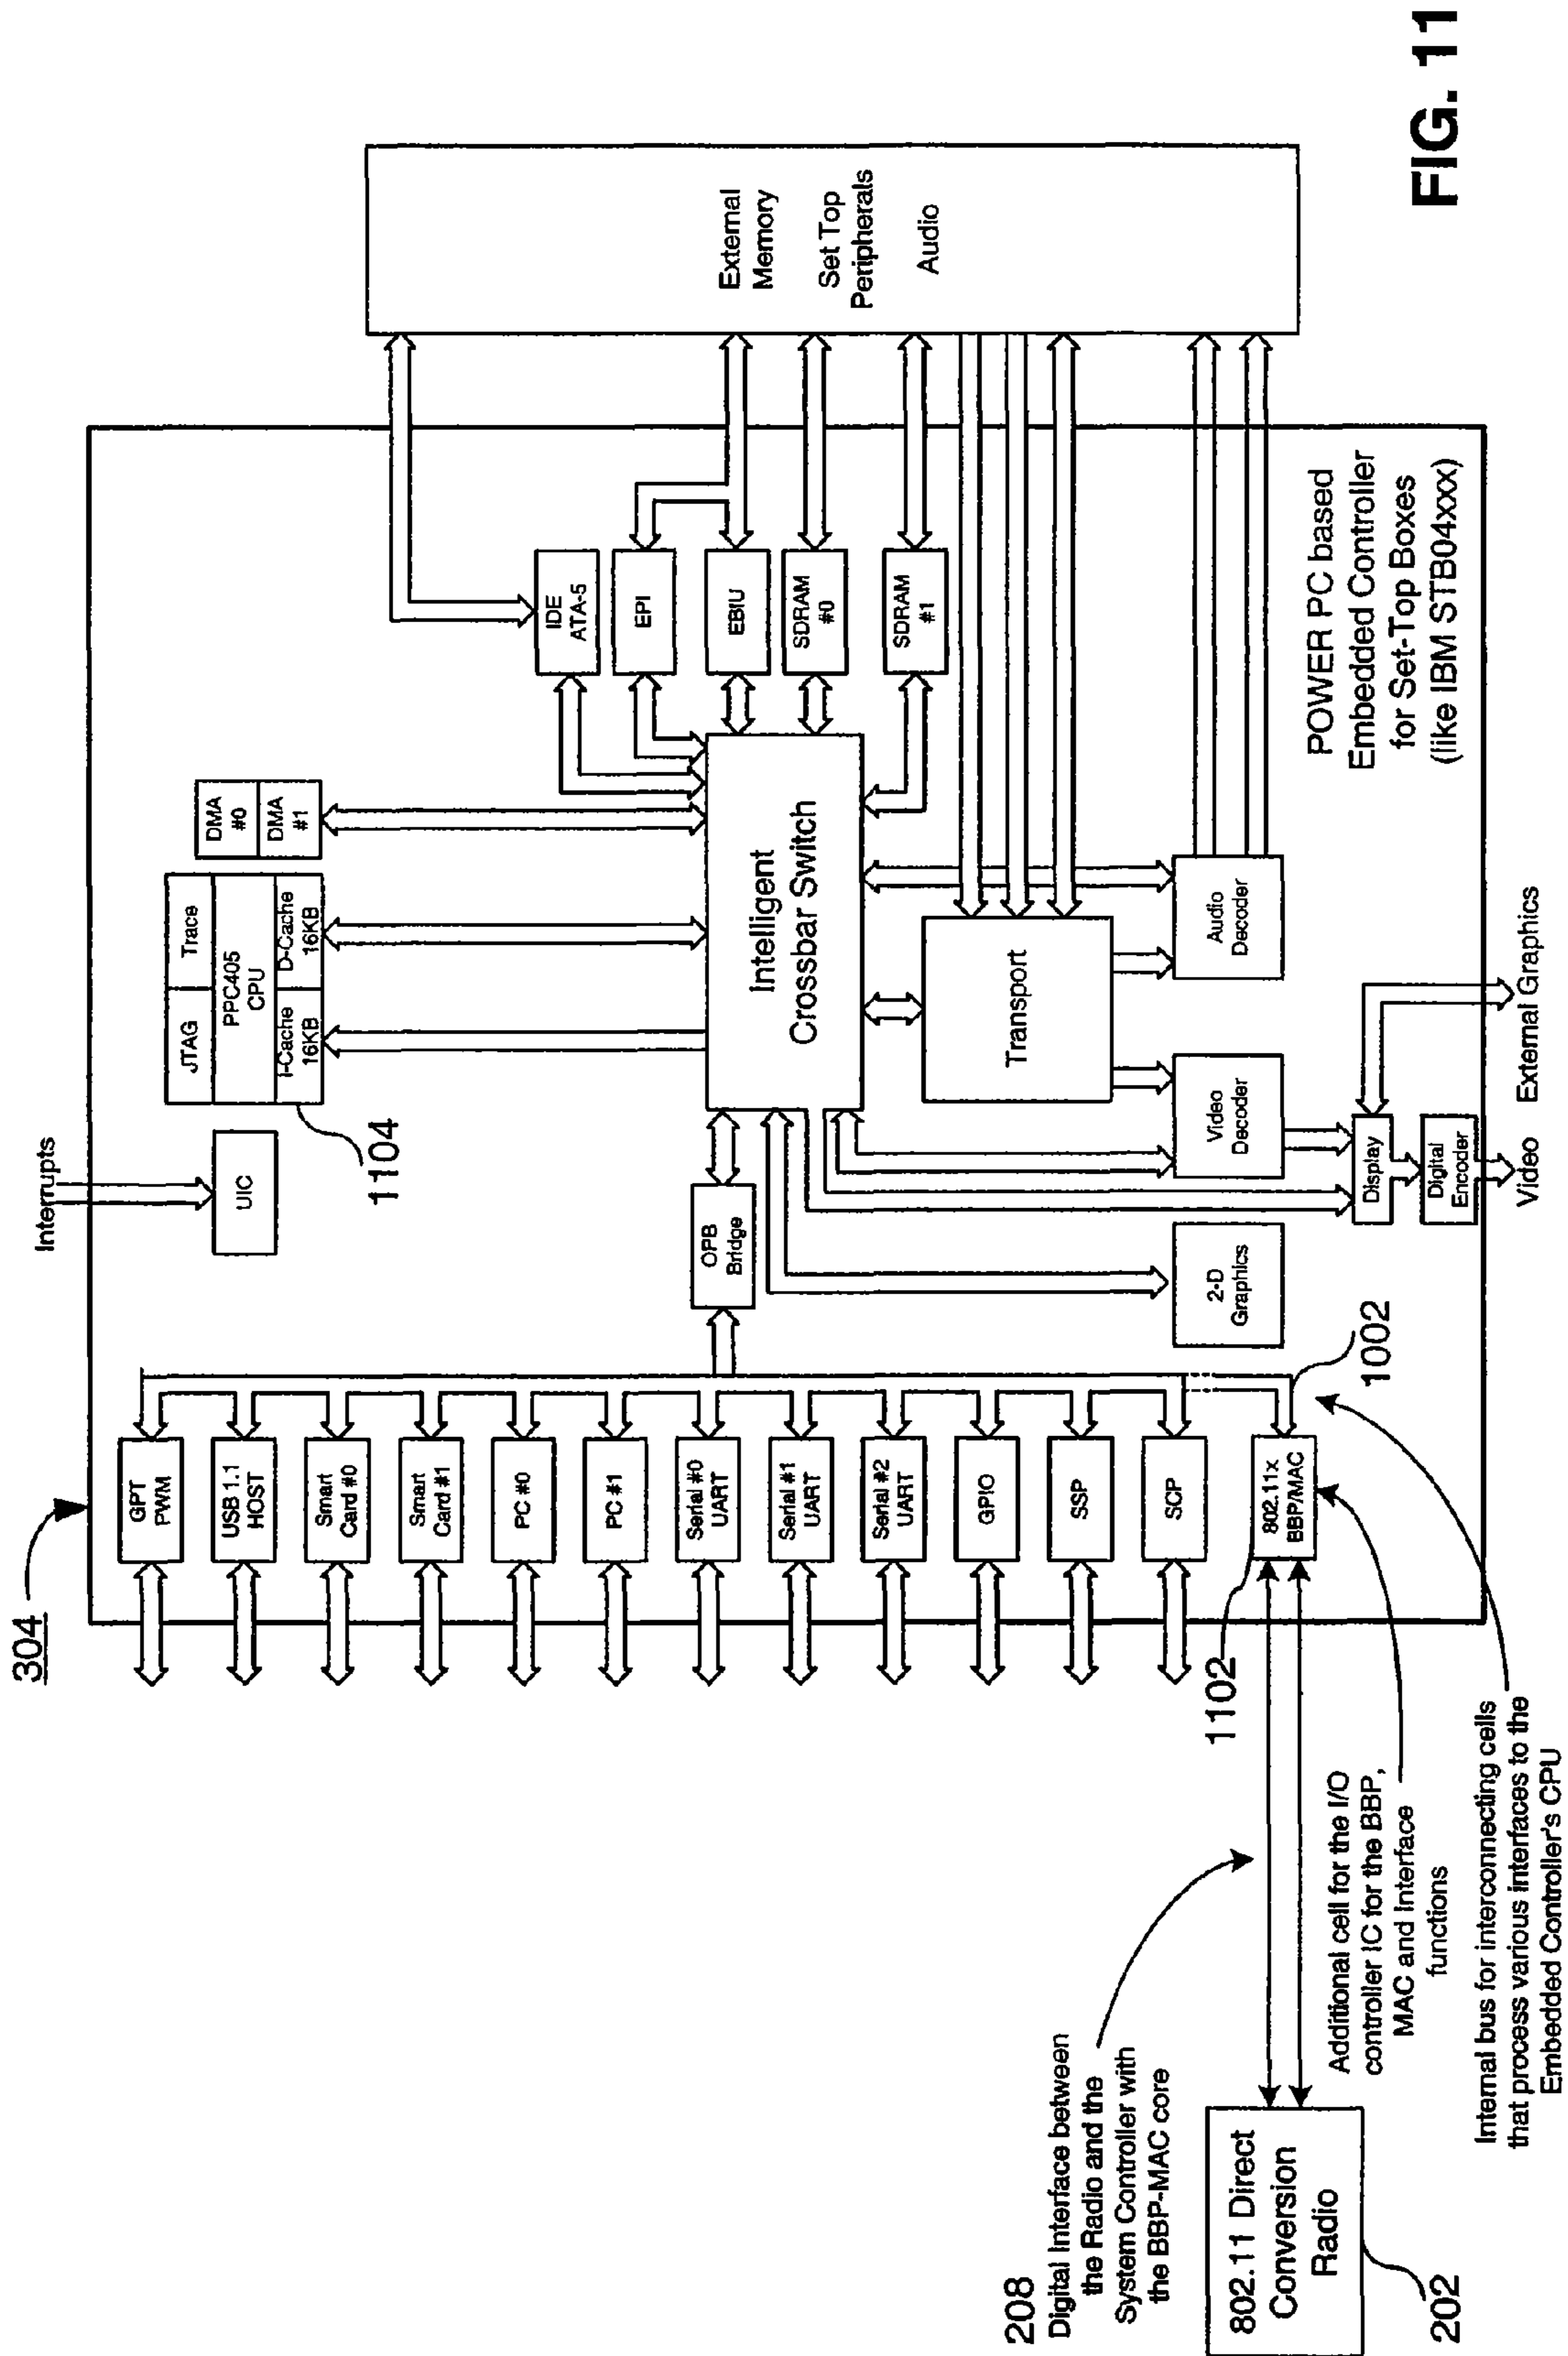 FIG. 11
304
Interrupts
UIC
1104
JTAG
Trace
PPC405
CPU
I-Cache
16KB
D-Cache
16KB
DMA
#0
DMA
#1
GPT
PWM
USB 1.1
HOST
Smart
Card #0
Smart
Card #1
PC #0
PC #1
Serial #0
UART
Serial #1
UART
Serial #2
UART
GPIO
SSP
SCP
802.11x
BBP/MAC
1102
1002
OPB
Bridge
Intelligent
Crossbar Switch
IDE
ATA-5
EPI
EBIU
SDRAM
#0
SDRAM
#1
External
Memory
Set Top
Peripherals
Audio
Transport
2-D
Graphics
Video
Decoder
Audio
Decoder
Display
Digital
Encoder
Video
External Graphics
POWER PC based
Embedded Controller
for Set-Top Boxes
(like IBM STB04xxx)
208
Digital Interface between
the Radio and the
System Controller with
the BBP-MAC core
802.11 Direct
Conversion
Radio
202
Additional cell for the I/O
controller IC for the BBP,
MAC and Interface
functions
Internal bus for interconnecting cells
that process various interfaces to the
Embedded Controller's CPU